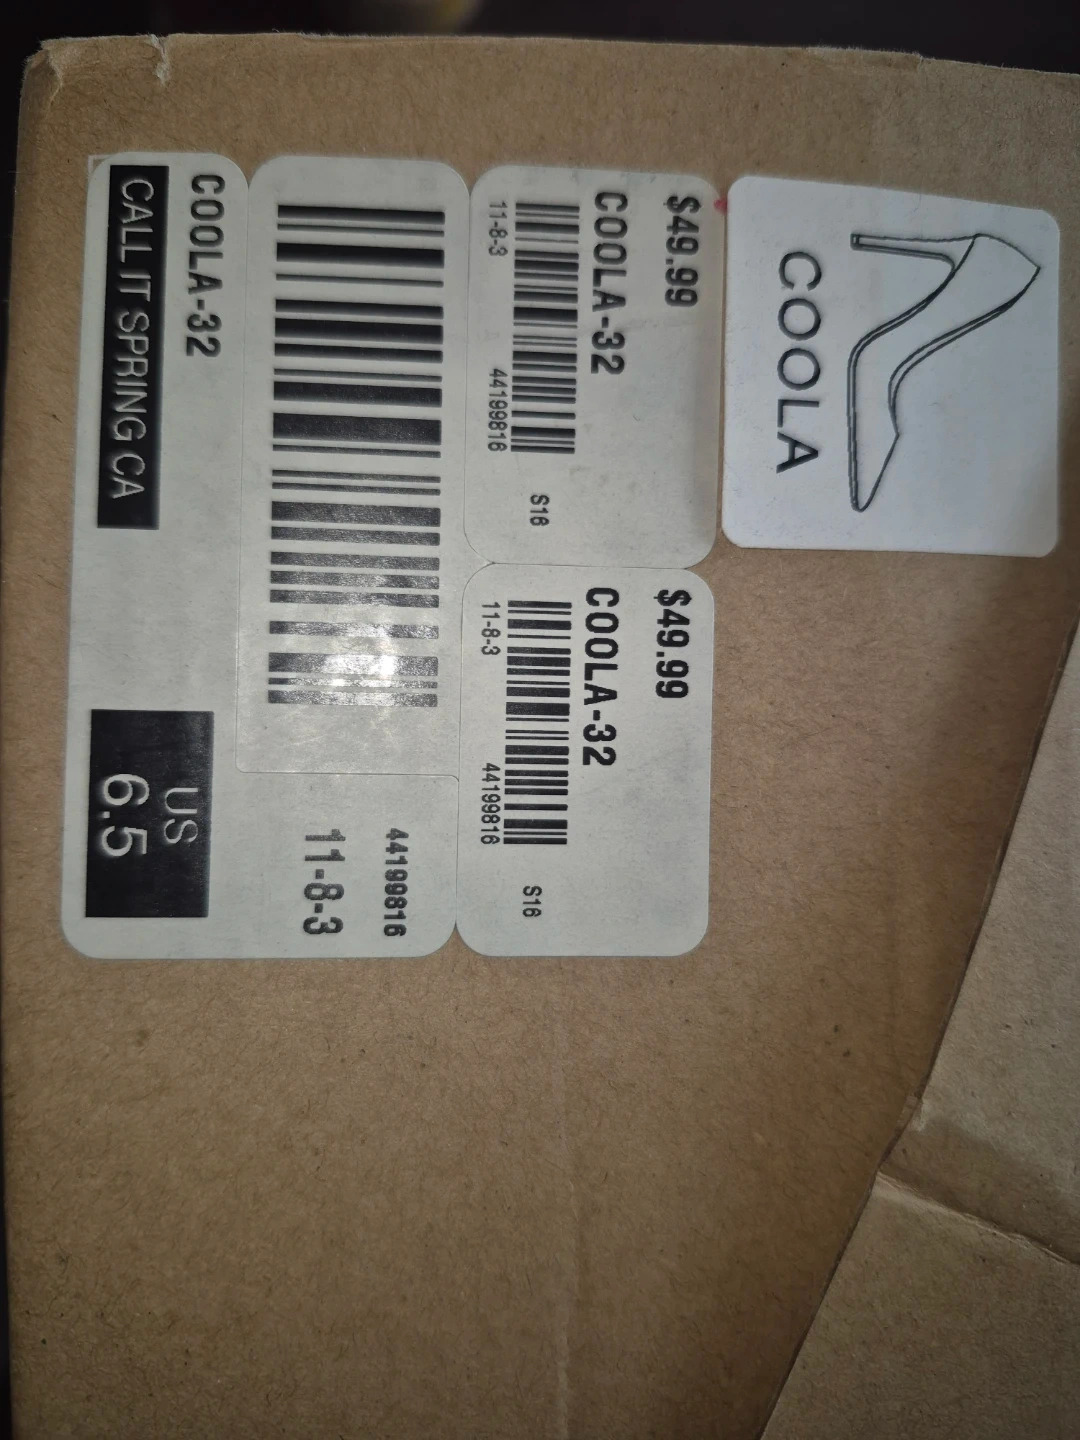 COOLA
$49.99
COOLA-32
11-8-3
44199816
S16
$49.99
COOLA-32
11-8-3
44199816
S16
44199816
11-8-3
COOLA-32
CALL IT SPRING CA
US
6.5